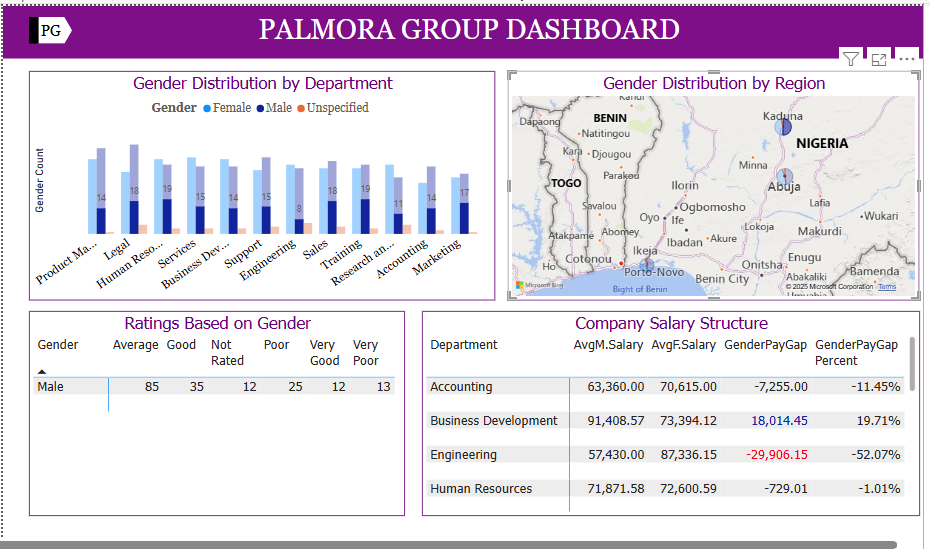 PG
PALMORA GROUP DASHBOARD
Gender Distribution by Department
Gender Female Male Unspecified
Gender Count
14 18 19 15 14 15 8 18 19 11 14 17
Product Ma... Legal Human Reso... Services Business Dev... Support Engineering Sales Training Research an... Accounting Marketing
Gender Distribution by Region
Kandi
Kaduna
Dapaong
BENIN
Natitingou
NIGERIA
Kara
Djougou
Minna
Parakou
Abuja
TOGO
Ilorin
Savalou
Ogbomosho
Lafia
Oyo
Ife
Wukari
Atakpamé
Abomey
Ibadan
Akure
Lokoja
Makurdi
Ikeja
Enugu
Ho
Cotonou
Porto-Novo
Onitsha
Bamenda
Benin City
Abakaliki
Microsoft Bing
Bight of Benin
© 2025 Microsoft Corporation Terms
Umuahia
Ratings Based on Gender
Gender Average Good Not Rated Poor Very Good Very Poor
Male 85 35 12 25 12 13
Company Salary Structure
Department AvgM.Salary AvgF.Salary GenderPayGap GenderPayGap Percent
Accounting 63,360.00 70,615.00 -7,255.00 -11.45%
Business Development 91,408.57 73,394.12 18,014.45 19.71%
Engineering 57,430.00 87,336.15 -29,906.15 -52.07%
Human Resources 71,871.58 72,600.59 -729.01 -1.01%